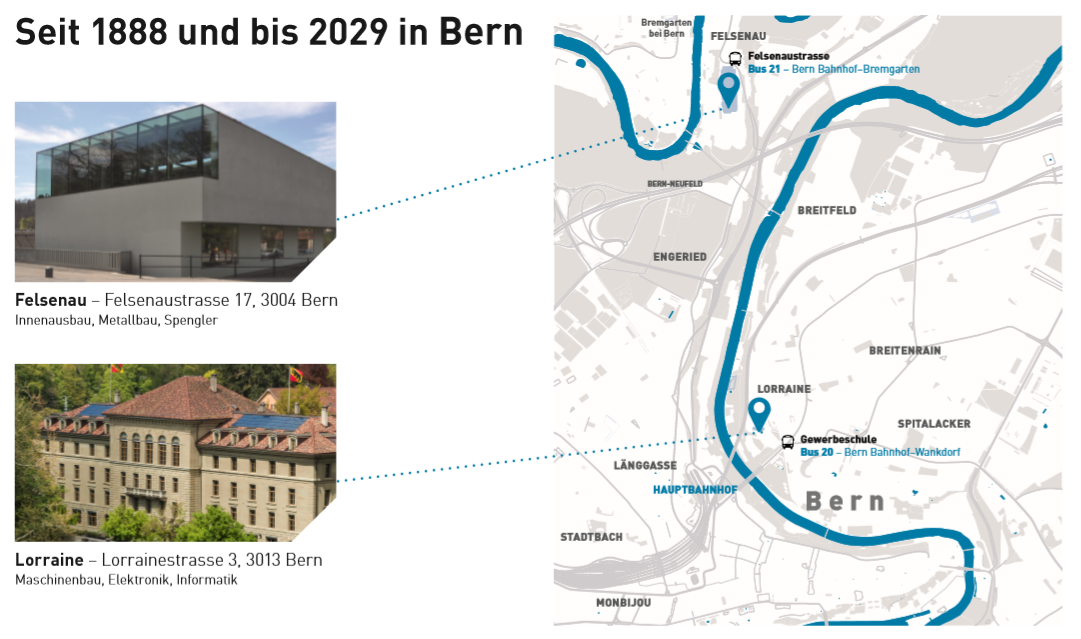 Seit 1888 und bis 2029 in Bern
Felsenau – Felsenaustrasse 17, 3004 Bern
Innenausbau, Metallbau, Spengler
Lorraine – Lorrainestrasse 3, 3013 Bern
Maschinenbau, Elektronik, Informatik
Bremgarten
bei Bern
FELSENAU
Felsenaustrasse
Bus 21 – Bern Bahnhof–Bremgarten
BERN-NEUFELD
BREITFELD
ENGERIED
BREITENRAIN
LORRAINE
SPITALACKER
Gewerbeschule
Bus 20 – Bern Bahnhof–Wankdorf
LÄNGGASSE
HAUPTBAHNHOF
Bern
STADTBACH
MONBIJOU